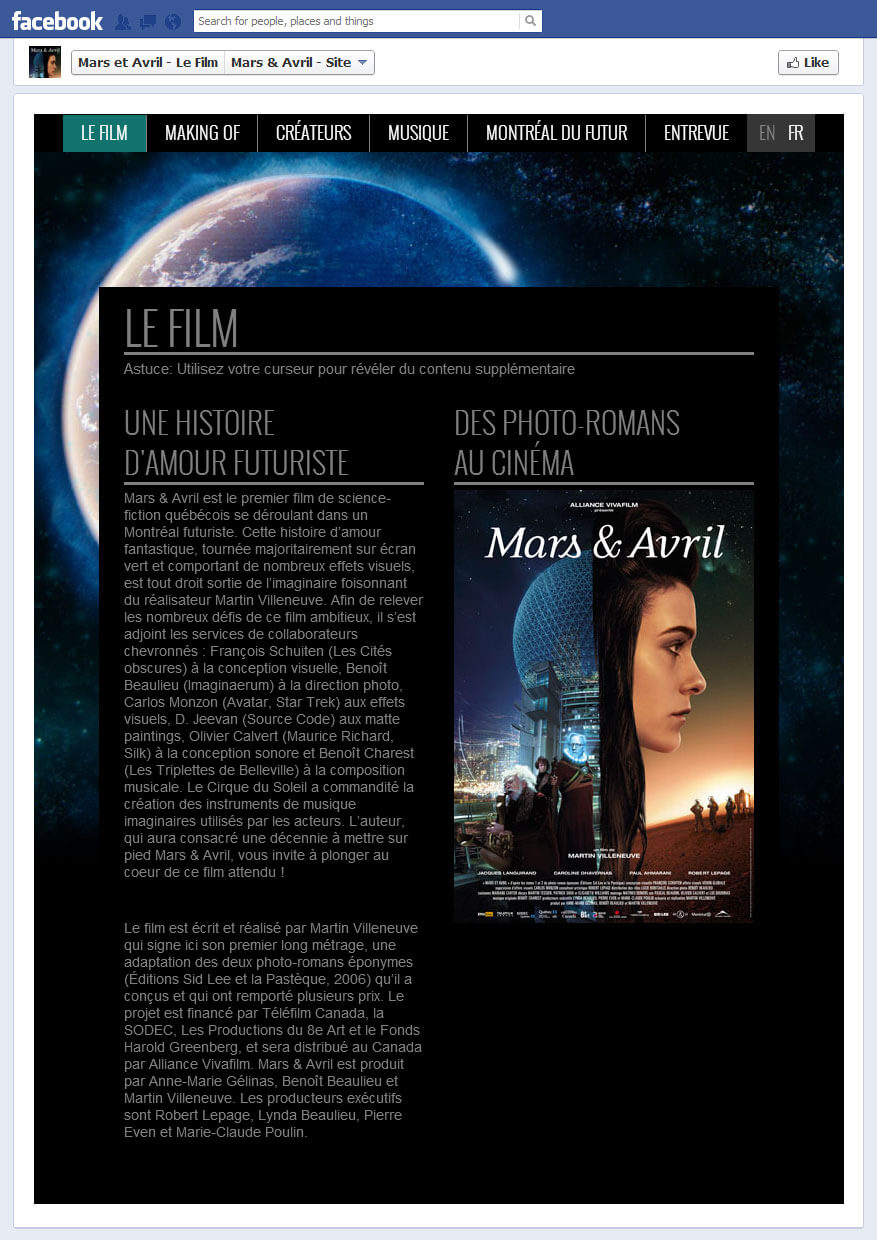 facebook
Search for people, places and things
Mars et Avril - Le Film
Mars & Avril - Site
Like
LE FILM
MAKING OF
CRÉATEURS
MUSIQUE
MONTRÉAL DU FUTUR
ENTREVUE
EN
FR
LE FILM
Astuce: Utilisez votre curseur pour révéler du contenu supplémentaire
UNE HISTOIRE
D'AMOUR FUTURISTE
Mars & Avril est le premier film de science-
fiction québécois se déroulant dans un
Montréal futuriste. Cette histoire d'amour
fantastique, tournée majoritairement sur écran
vert et comportant de nombreux effets visuels,
est tout droit sortie de l'imaginaire foisonnant
du réalisateur Martin Villeneuve. Afin de relever
les nombreux défis de ce film ambitieux, il s'est
adjoint les services de collaborateurs
chevronnés : François Schuiten (Les Cités
obscures) à la conception visuelle, Benoît
Beaulieu (Imaginaerum) à la direction photo,
Carlos Monzon (Avatar, Star Trek) aux effets
visuels, D. Jeevan (Source Code) aux matte
paintings, Olivier Calvert (Maurice Richard,
Silk) à la conception sonore et Benoît Charest
(Les Triplettes de Belleville) à la composition
musicale. Le Cirque du Soleil a commandité la
création des instruments de musique
imaginaires utilisés par les acteurs. L'auteur,
qui aura consacré une décennie à mettre sur
pied Mars & Avril, vous invite à plonger au
coeur de ce film attendu !
Le film est écrit et réalisé par Martin Villeneuve
qui signe ici son premier long métrage, une
adaptation des deux photo-romans éponymes
(Éditions Sid Lee et la Pastèque, 2006) qu'il a
conçus et qui ont remporté plusieurs prix. Le
projet est financé par Téléfilm Canada, la
SODEC, Les Productions du 8e Art et le Fonds
Harold Greenberg, et sera distribué au Canada
par Alliance Vivafilm. Mars & Avril est produit
par Anne-Marie Gélinas, Benoît Beaulieu et
Martin Villeneuve. Les producteurs exécutifs
sont Robert Lepage, Lynda Beaulieu, Pierre
Even et Marie-Claude Poulin.
DES PHOTO-ROMANS
AU CINÉMA
ALLIANCE VIVAFILM
présente
Mars & Avril
un film de
MARTIN VILLENEUVE
JACQUES LANGUIRAND CAROLINE DHAVERNAS PAUL AHMARANI ROBERT LEPAGE